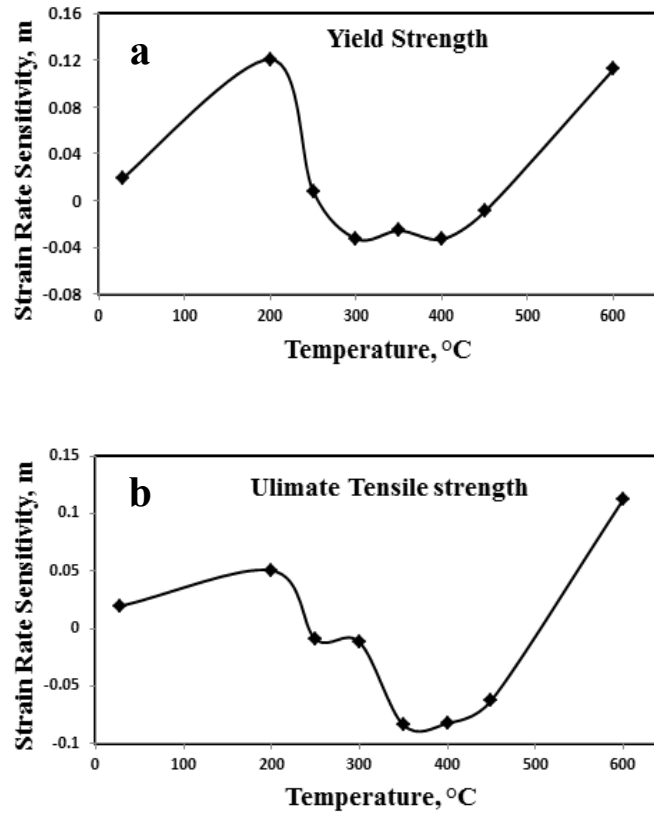 a
Yield Strength
Strain Rate Sensitivity, m
0.16
0.12
0.08
0.04
0
-0.04
-0.08
0 100 200 300 400 500 600
Temperature, °C
b
Ulimate Tensile strength
Strain Rate Sensitivity, m
0.15
0.1
0.05
0
-0.05
-0.1
0 100 200 300 400 500 600
Temperature, °C